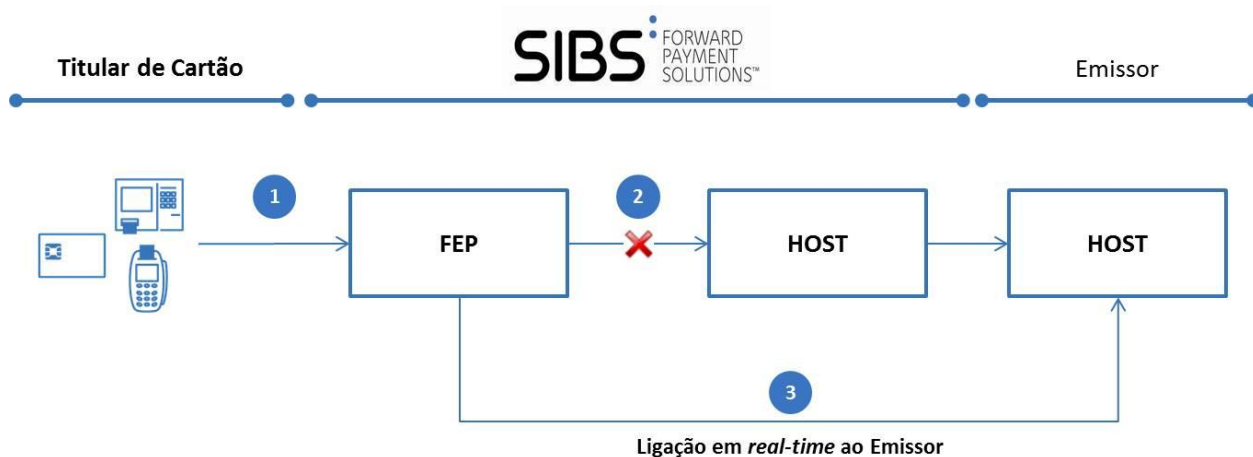 Titular de Cartão
SIBS
FORWARD
PAYMENT
SOLUTIONS™
Emissor
1
2
FEP
HOST
HOST
3
Ligação em real-time ao Emissor